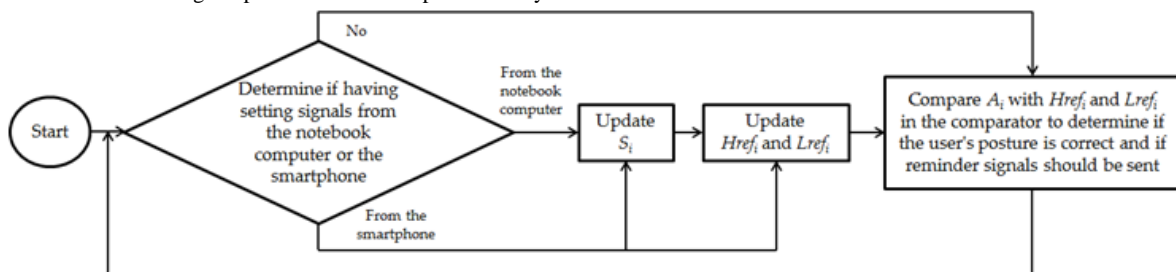 No
Start
Determine if having
setting signals from
the notebook
computer or the
smartphone
From the
notebook
computer
From the
smartphone
Update
Sᵢ
Update
Hrefᵢ and Lrefᵢ
Compare Aᵢ with Hrefᵢ and Lrefᵢ
in the comparator to determine if
the user's posture is correct and if
reminder signals should be sent